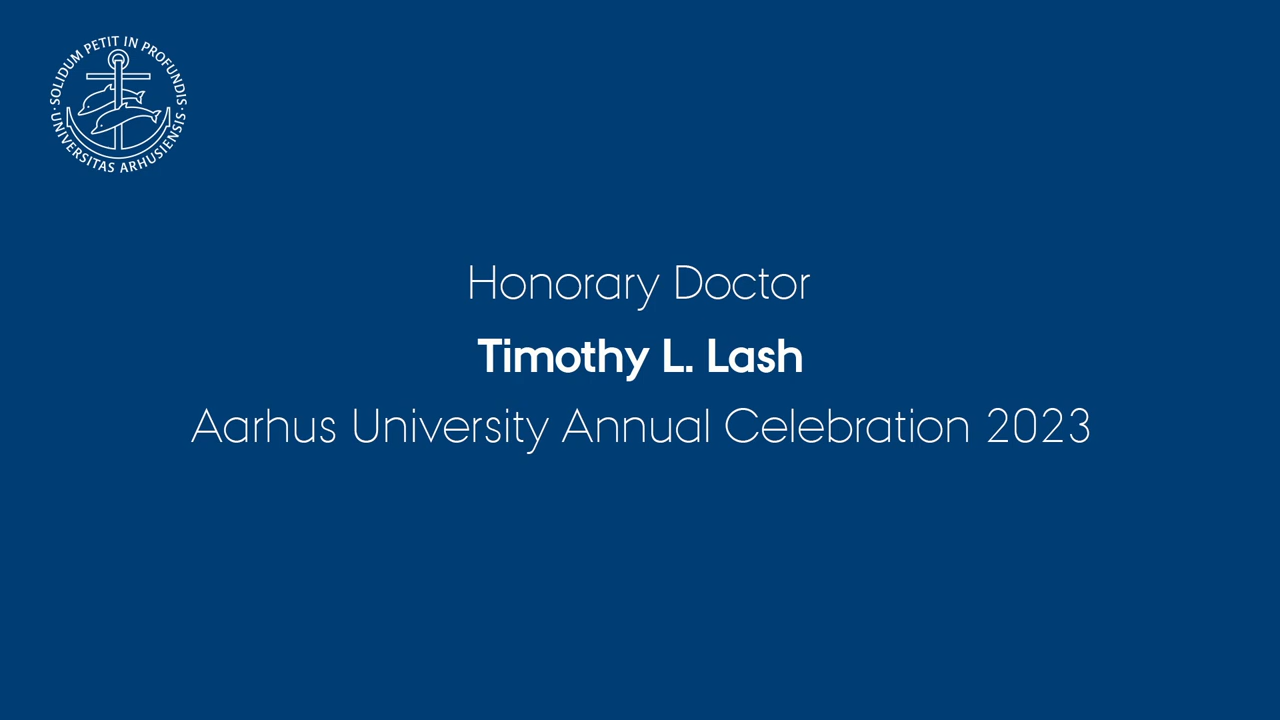 SOLIDUM PETIT IN PROFUNDIS
UNIVERSITAS ARHUSIENSIS
Honorary Doctor
Timothy L. Lash
Aarhus University Annual Celebration 2023